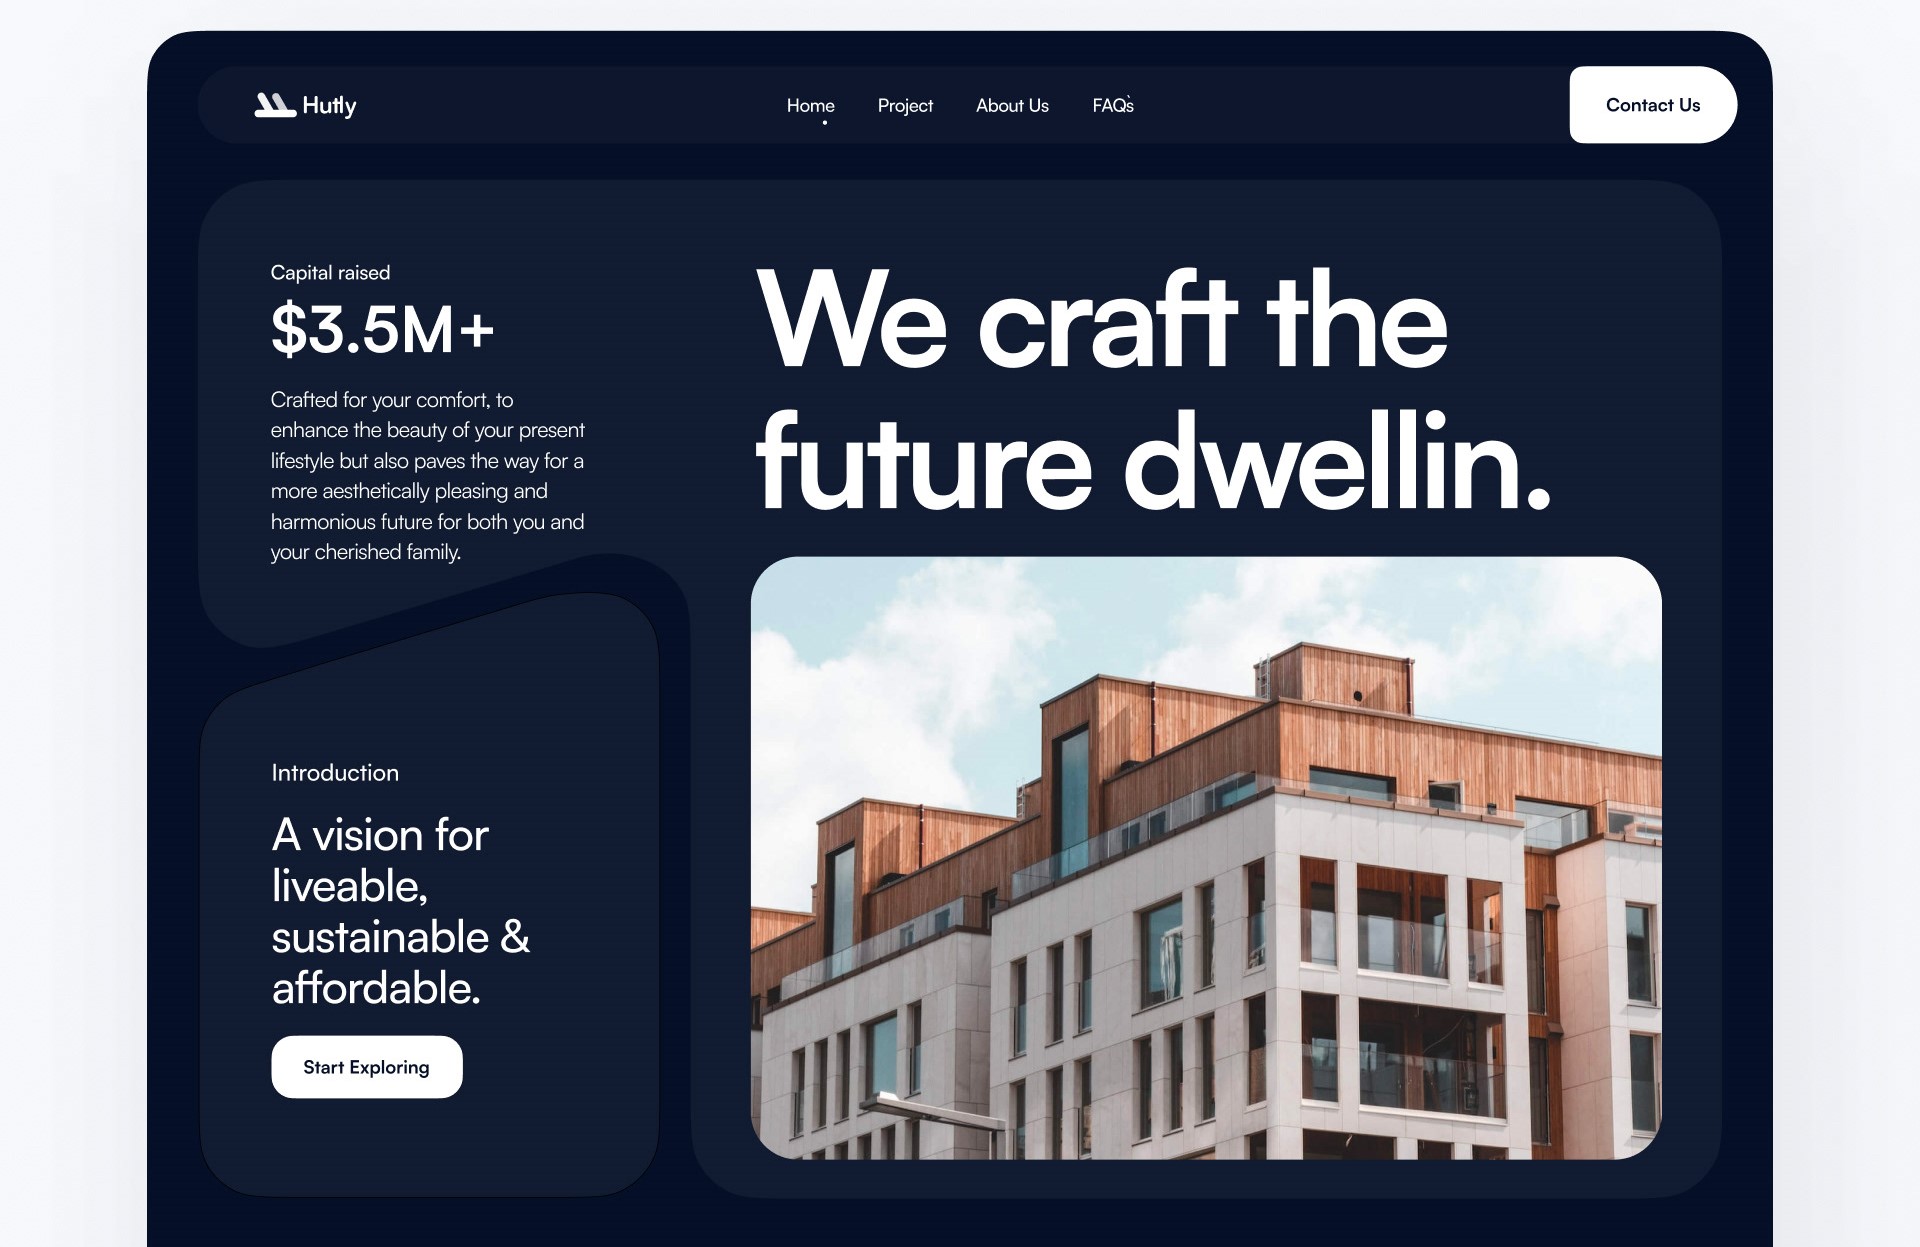 Hutly
Home
Project
About Us
FAQ`s
Contact Us
Capital raised
$3.5M+
Crafted for your comfort, to
enhance the beauty of your present
lifestyle but also paves the way for a
more aesthetically pleasing and
harmonious future for both you and
your cherished family.
We craft the
future dwellin.
Introduction
A vision for
liveable,
sustainable &
affordable.
Start Exploring